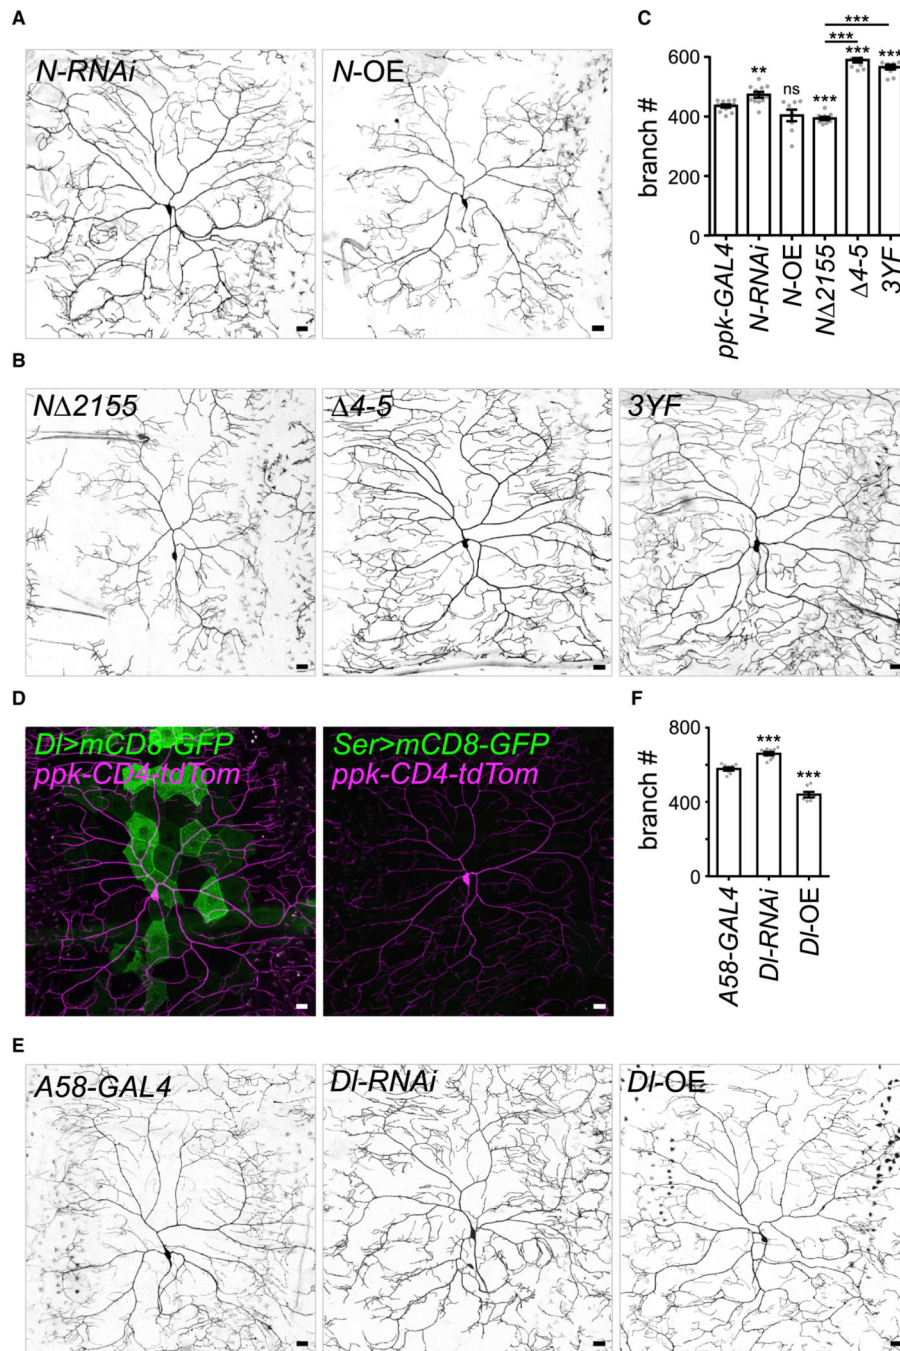 A
N-RNAi
N-OE
C
***
***
**
ns
***
***
***
600
400
200
0
branch #
ppk-GAL4
N-RNAi
N-OE
NΔ2155
Δ4-5
3YF
B
NΔ2155
Δ4-5
3YF
D
Dl>mCD8-GFP
ppk-CD4-tdTom
Ser>mCD8-GFP
ppk-CD4-tdTom
F
800
400
0
branch #
***
***
A58-GAL4
Dl-RNAi
Dl-OE
E
A58-GAL4
Dl-RNAi
Dl-OE